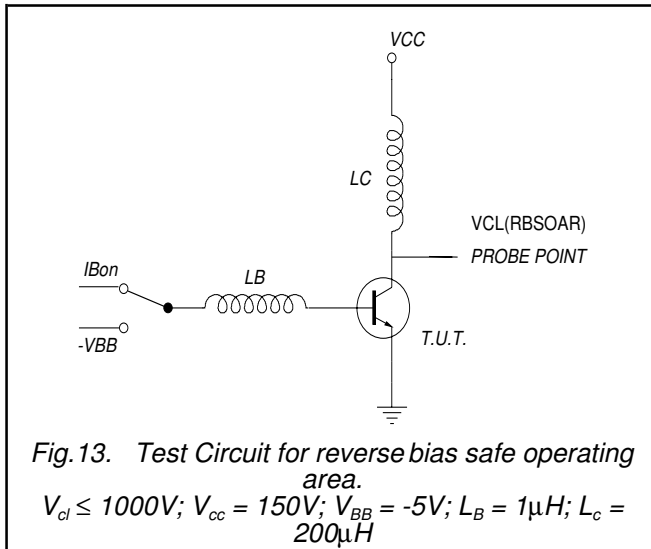 VCC
LC
VCL(RBSOAR)
PROBE POINT
IBon
LB
-VBB
T.U.T.
Fig.13. Test Circuit for reverse bias safe operating
area.
Vcl ≤ 1000V; Vcc = 150V; VBB = -5V; LB = 1μH; Lc =
200μH